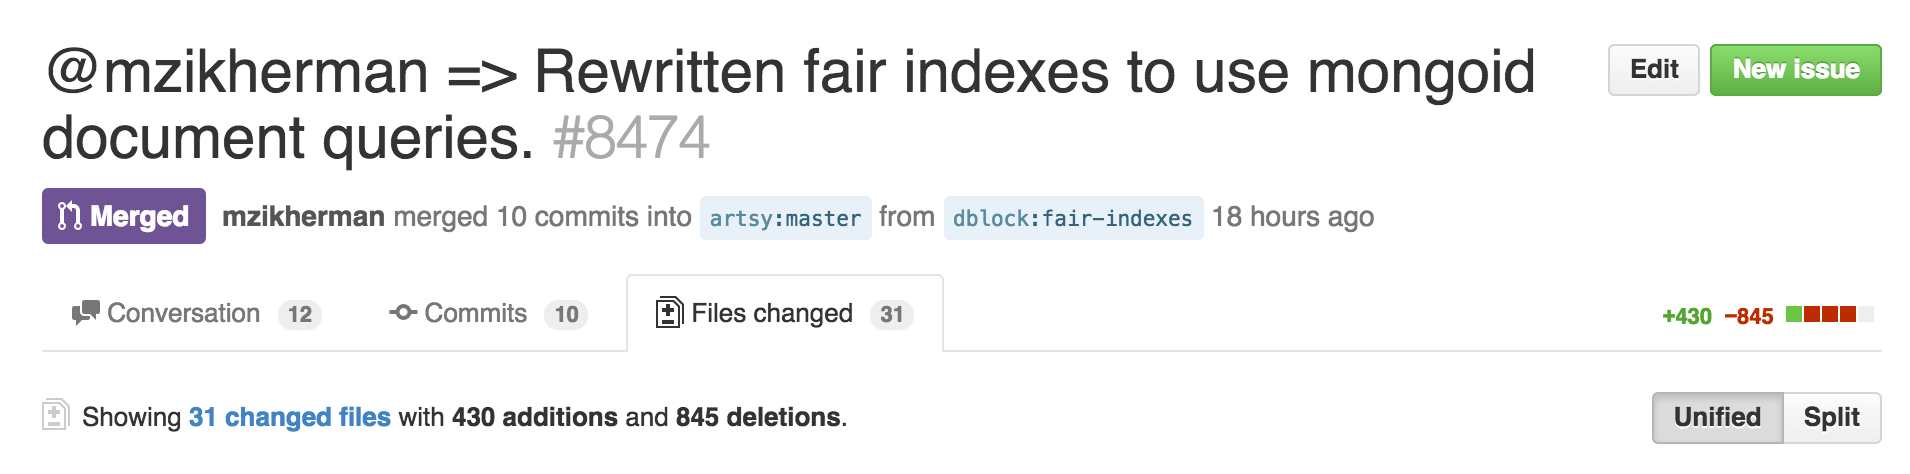 @mzikherman => Rewritten fair indexes to use mongoid
document queries. #8474
Edit
New issue
Merged mzikherman merged 10 commits into artsy:master from dblock:fair-indexes 18 hours ago
Conversation 12 Commits 10 Files changed 31 +430 −845
Showing 31 changed files with 430 additions and 845 deletions.
Unified Split